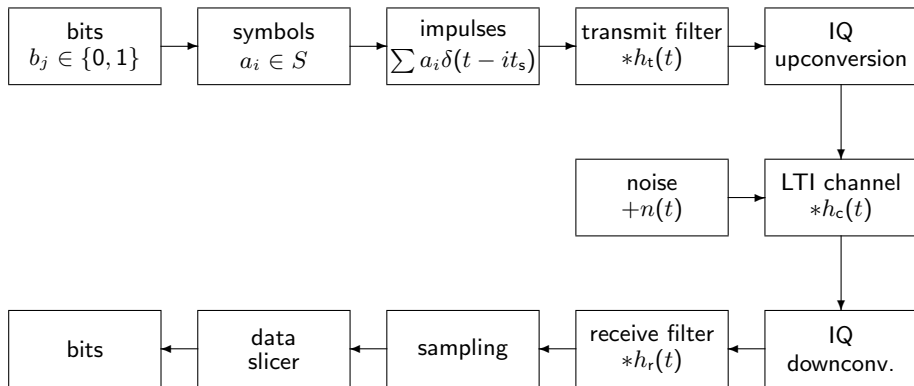 bits
b_j ∈ {0, 1}
symbols
a_i ∈ S
impulses
∑ a_i δ(t − it_s)
transmit filter
∗h_t(t)
IQ
upconversion
noise
+n(t)
LTI channel
∗h_c(t)
bits
data
slicer
sampling
receive filter
∗h_r(t)
IQ
downconv.